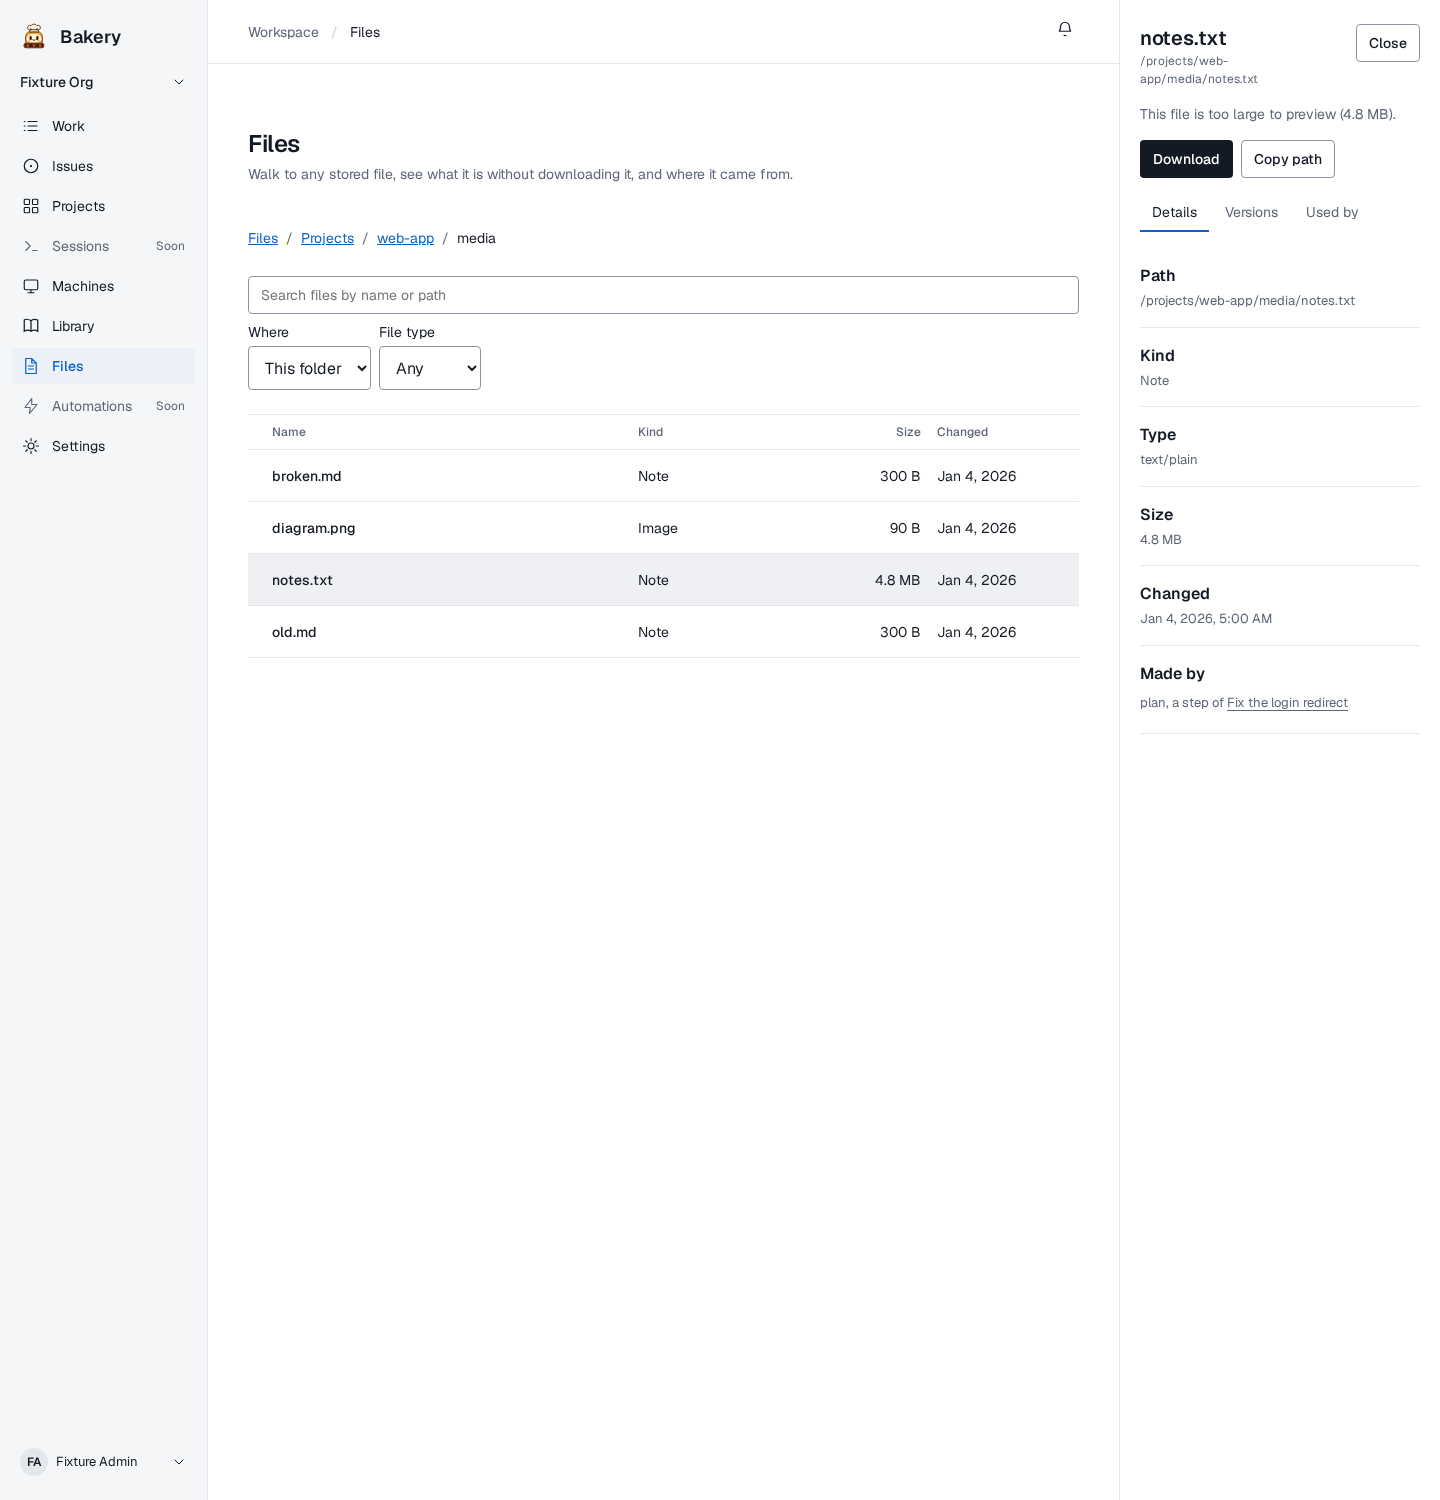 Bakery
Fixture Org
Work
Issues
Projects
Sessions Soon
Machines
Library
Files
Automations Soon
Settings
FA Fixture Admin
Workspace / Files
Files
Walk to any stored file, see what it is without downloading it, and where it came from.
Files / Projects / web-app / media
Search files by name or path
Where File type
This folder Any
Name Kind Size Changed
broken.md Note 300 B Jan 4, 2026
diagram.png Image 90 B Jan 4, 2026
notes.txt Note 4.8 MB Jan 4, 2026
old.md Note 300 B Jan 4, 2026
notes.txt Close
/projects/web-
app/media/notes.txt
This file is too large to preview (4.8 MB).
Download Copy path
Details Versions Used by
Path
/projects/web-app/media/notes.txt
Kind
Note
Type
text/plain
Size
4.8 MB
Changed
Jan 4, 2026, 5:00 AM
Made by
plan, a step of Fix the login redirect